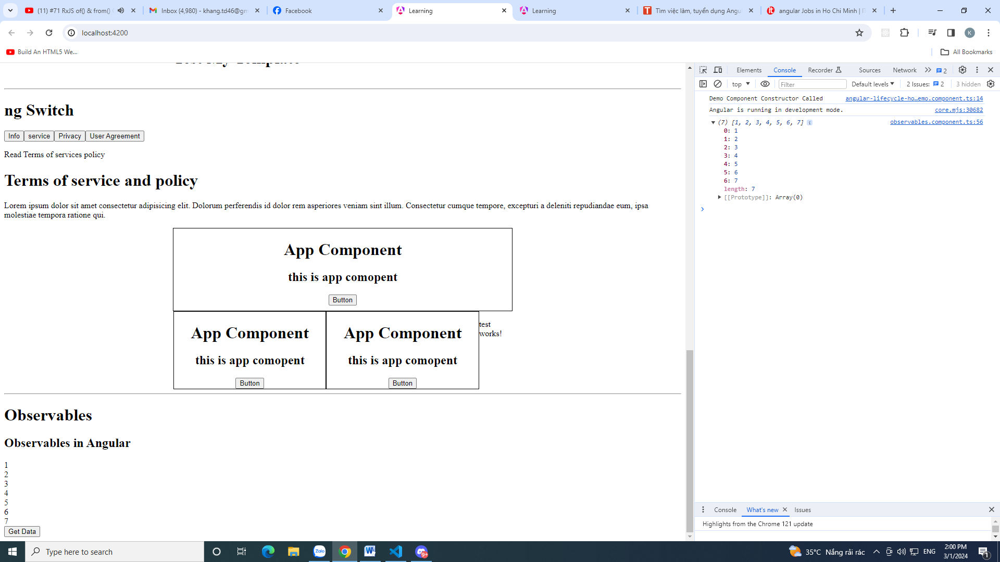 (11) #71 RxJS of() & from()
Inbox (4,980) - khang.td46@gm
Facebook
Learning
Learning
Tìm việc làm, tuyển dụng Angu
angular Jobs in Ho Chi Minh | IT
localhost:4200
K
Build An HTML5 We...
All Bookmarks
ng Switch
Info
service
Privacy
User Agreement
Read Terms of services policy
Terms of service and policy
Lorem ipsum dolor sit amet consectetur adipisicing elit. Dolorum perferendis id dolor rem asperiores veniam sint illum. Consectetur cumque tempore, excepturi a deleniti repudiandae eum, ipsa
molestiae tempora ratione qui.
App Component
this is app comopent
Button
App Component
this is app comopent
Button
App Component
this is app comopent
Button
test
works!
Observables
Observables in Angular
1
2
3
4
5
6
7
Get Data
Elements
Console
Recorder
Sources
Network
2
top
Filter
Default levels
2 Issues:
2
3 hidden
Demo Component Constructor Called
angular-lifecycle-ho…emo.component.ts:14
Angular is running in development mode.
core.mjs:30682
(7) [1, 2, 3, 4, 5, 6, 7]
observables.component.ts:56
0: 1
1: 2
2: 3
3: 4
4: 5
5: 6
6: 7
length: 7
[[Prototype]]: Array(0)
Console
What's new
Issues
Highlights from the Chrome 121 update
Type here to search
Zalo
9+
35°C Nắng rải rác
ENG
2:00 PM
3/1/2024
1